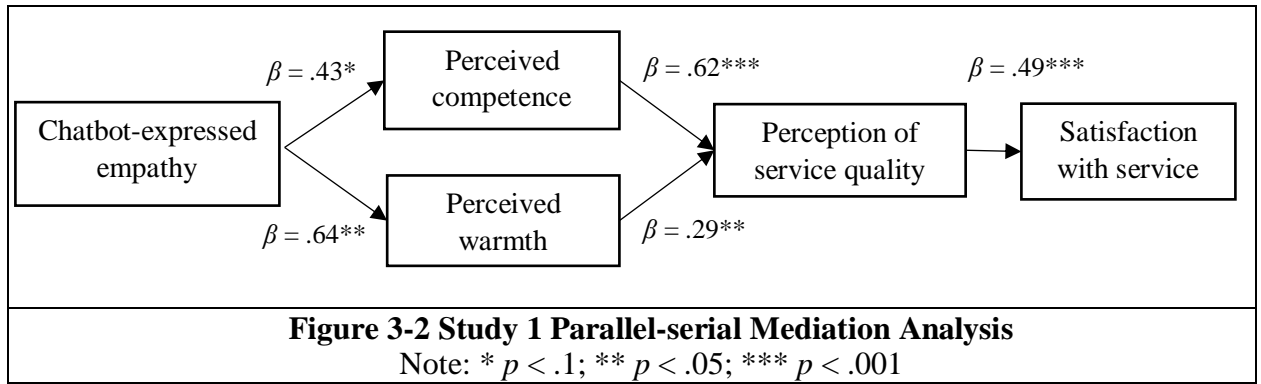 β = .43*
Perceived
competence
β = .62***
β = .49***
Chatbot-expressed
empathy
Perception of
service quality
Satisfaction
with service
β = .64**
Perceived
warmth
β = .29**
Figure 3-2 Study 1 Parallel-serial Mediation Analysis
Note: * p < .1; ** p < .05; *** p < .001